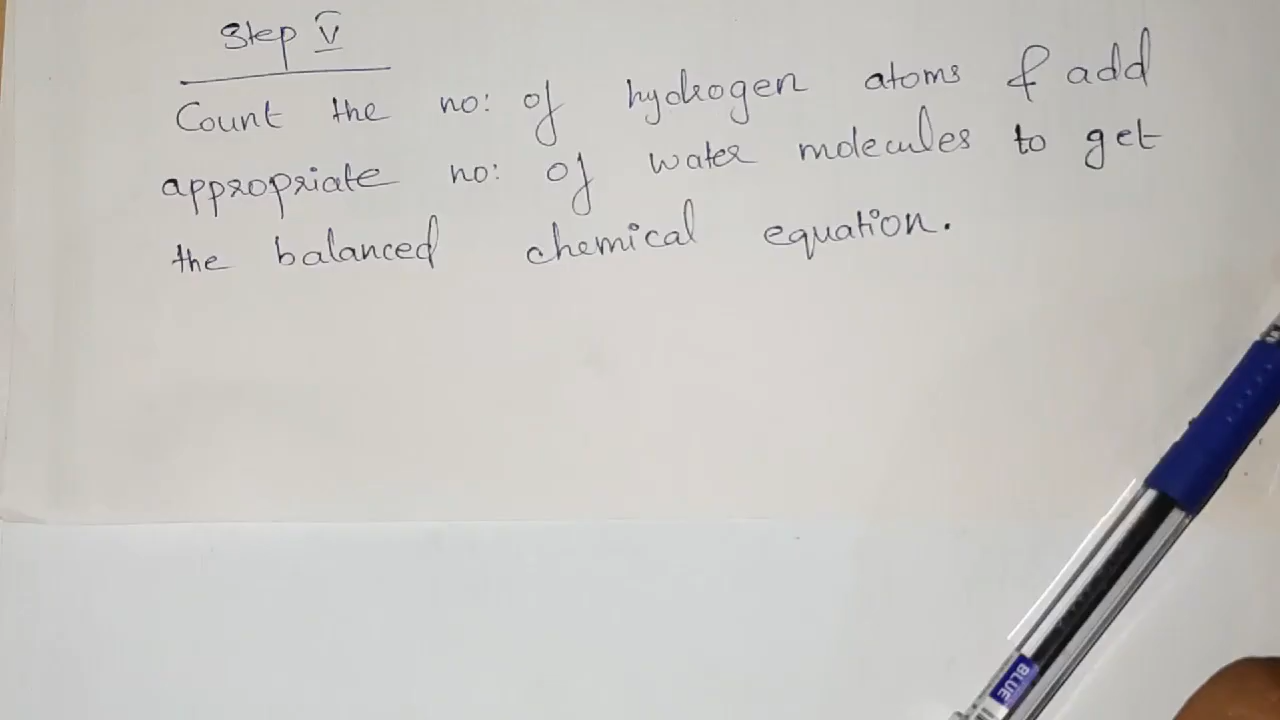 Step V
Count the no: of hydrogen atoms & add
appropriate no: of water molecules to get
the balanced chemical equation.
BLUE